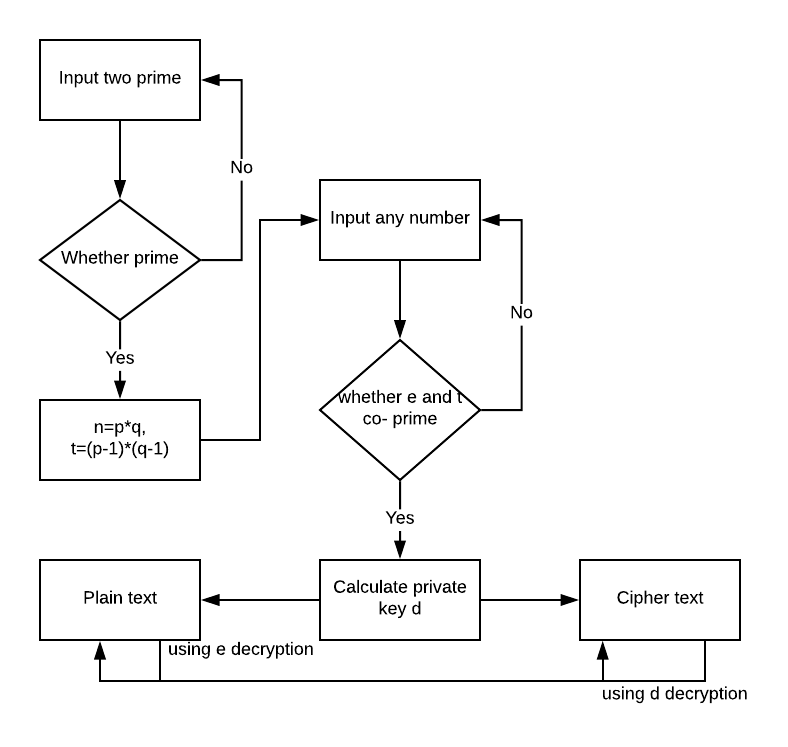 Input two prime
No
Whether prime
Yes
n=p*q,
t=(p-1)*(q-1)
Input any number
No
whether e and t
co- prime
Yes
Calculate private
key d
Plain text
Cipher text
using e decryption
using d decryption